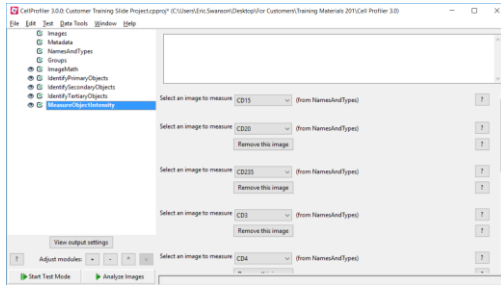 CellProfiler 3.0.0: Customer Training Slide Project.cpproj* (C:\Users\Eric.Swanson\Desktop\For Customers\Training Materials 201\Cell Profiler 3.0)
File Edit Test Data Tools Window Help
Images
Metadata
NamesAndTypes
Groups
ImageMath
IdentifyPrimaryObjects
IdentifySecondaryObjects
IdentifyTertiaryObjects
MeasureObjectIntensity
Select an image to measure CD15 (from NamesAndTypes) ?
Select an image to measure CD20 (from NamesAndTypes) ?
Remove this image ?
Select an image to measure CD235 (from NamesAndTypes) ?
Remove this image ?
Select an image to measure CD3 (from NamesAndTypes) ?
Remove this image ?
Select an image to measure CD4 (from NamesAndTypes) ?
View output settings
? Adjust modules: + - ^ v
Start Test Mode Analyze Images